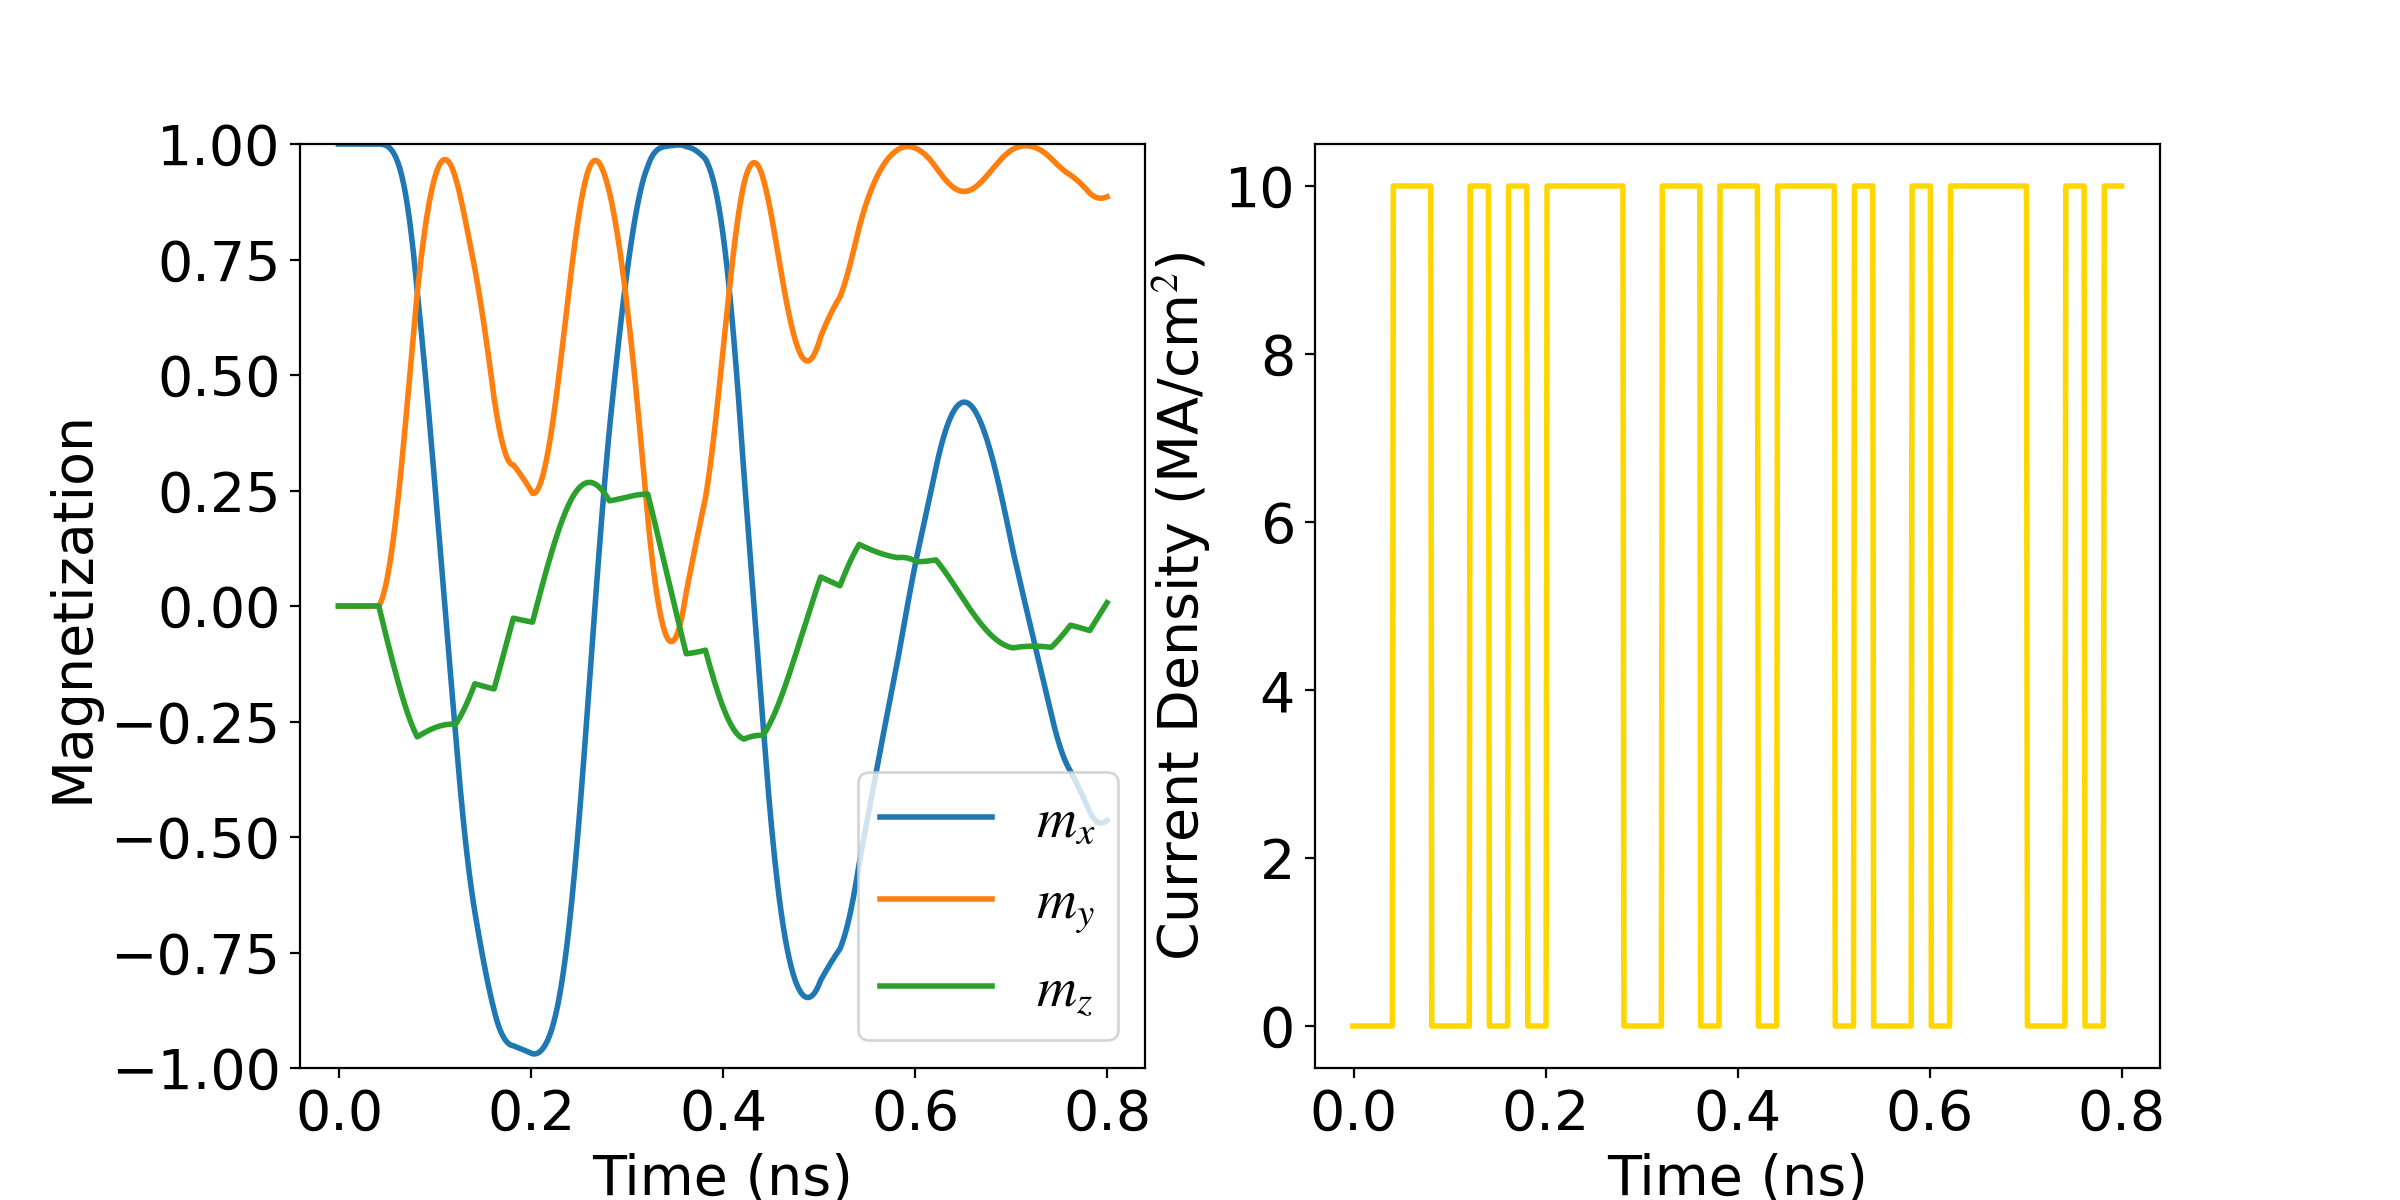 Magnetization
1.00
0.75
0.50
0.25
0.00
−0.25
−0.50
−0.75
−1.00
0.0 0.2 0.4 0.6 0.8
Time (ns)
m_x
m_y
m_z
Current Density (MA/cm²)
10
8
6
4
2
0
0.0 0.2 0.4 0.6 0.8
Time (ns)